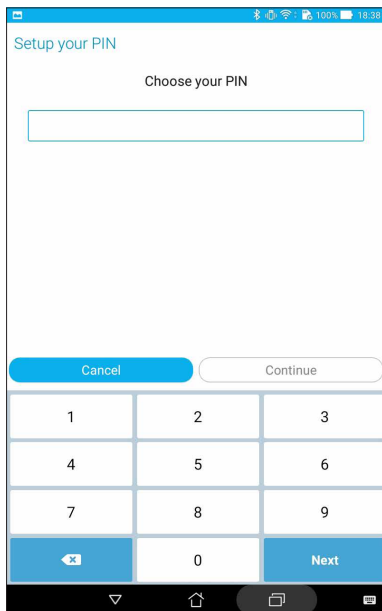 100% 18:38
Setup your PIN
Choose your PIN
Cancel Continue
1 2 3
4 5 6
7 8 9
0 Next